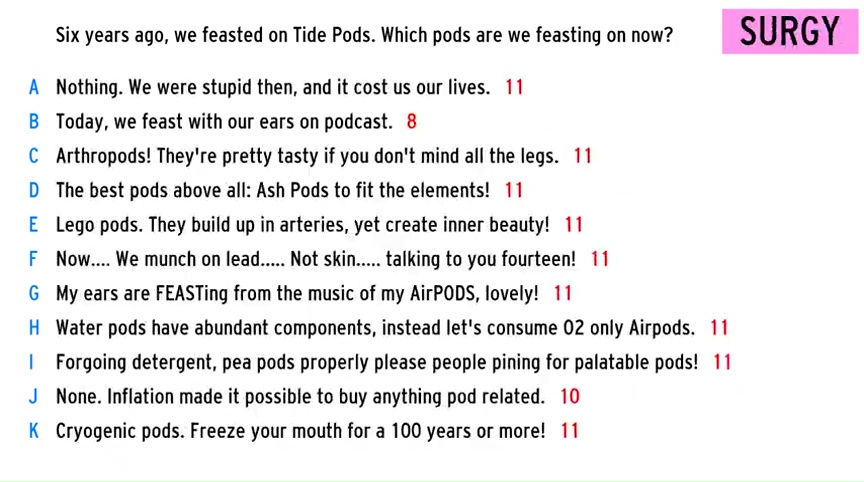 Six years ago, we feasted on Tide Pods. Which pods are we feasting on now?
SURGY
A Nothing. We were stupid then, and it cost us our lives. 11
B Today, we feast with our ears on podcast. 8
C Arthropods! They're pretty tasty if you don't mind all the legs. 11
D The best pods above all: Ash Pods to fit the elements! 11
E Lego pods. They build up in arteries, yet create inner beauty! 11
F Now.... We munch on lead..... Not skin..... talking to you fourteen! 11
G My ears are FEASTing from the music of my AirPODS, lovely! 11
H Water pods have abundant components, instead let's consume O2 only Airpods. 11
I Forgoing detergent, pea pods properly please people pining for palatable pods! 11
J None. Inflation made it possible to buy anything pod related. 10
K Cryogenic pods. Freeze your mouth for a 100 years or more! 11